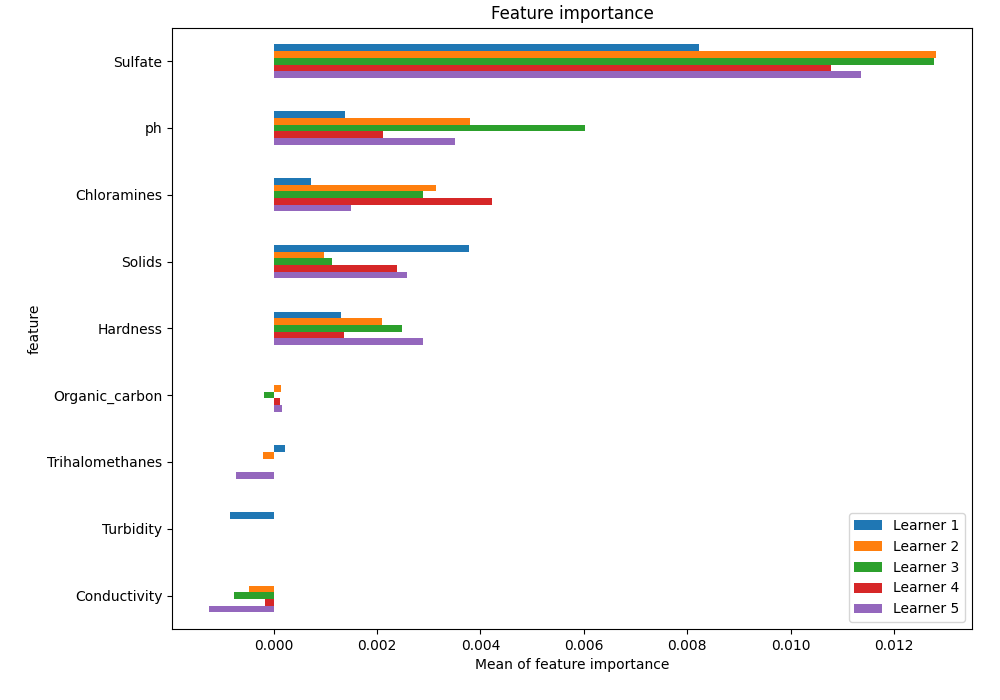 Feature importance
Sulfate
ph
Chloramines
Solids
Hardness
Organic_carbon
Trihalomethanes
Turbidity
Conductivity
feature
0.000 0.002 0.004 0.006 0.008 0.010 0.012
Mean of feature importance
Learner 1
Learner 2
Learner 3
Learner 4
Learner 5